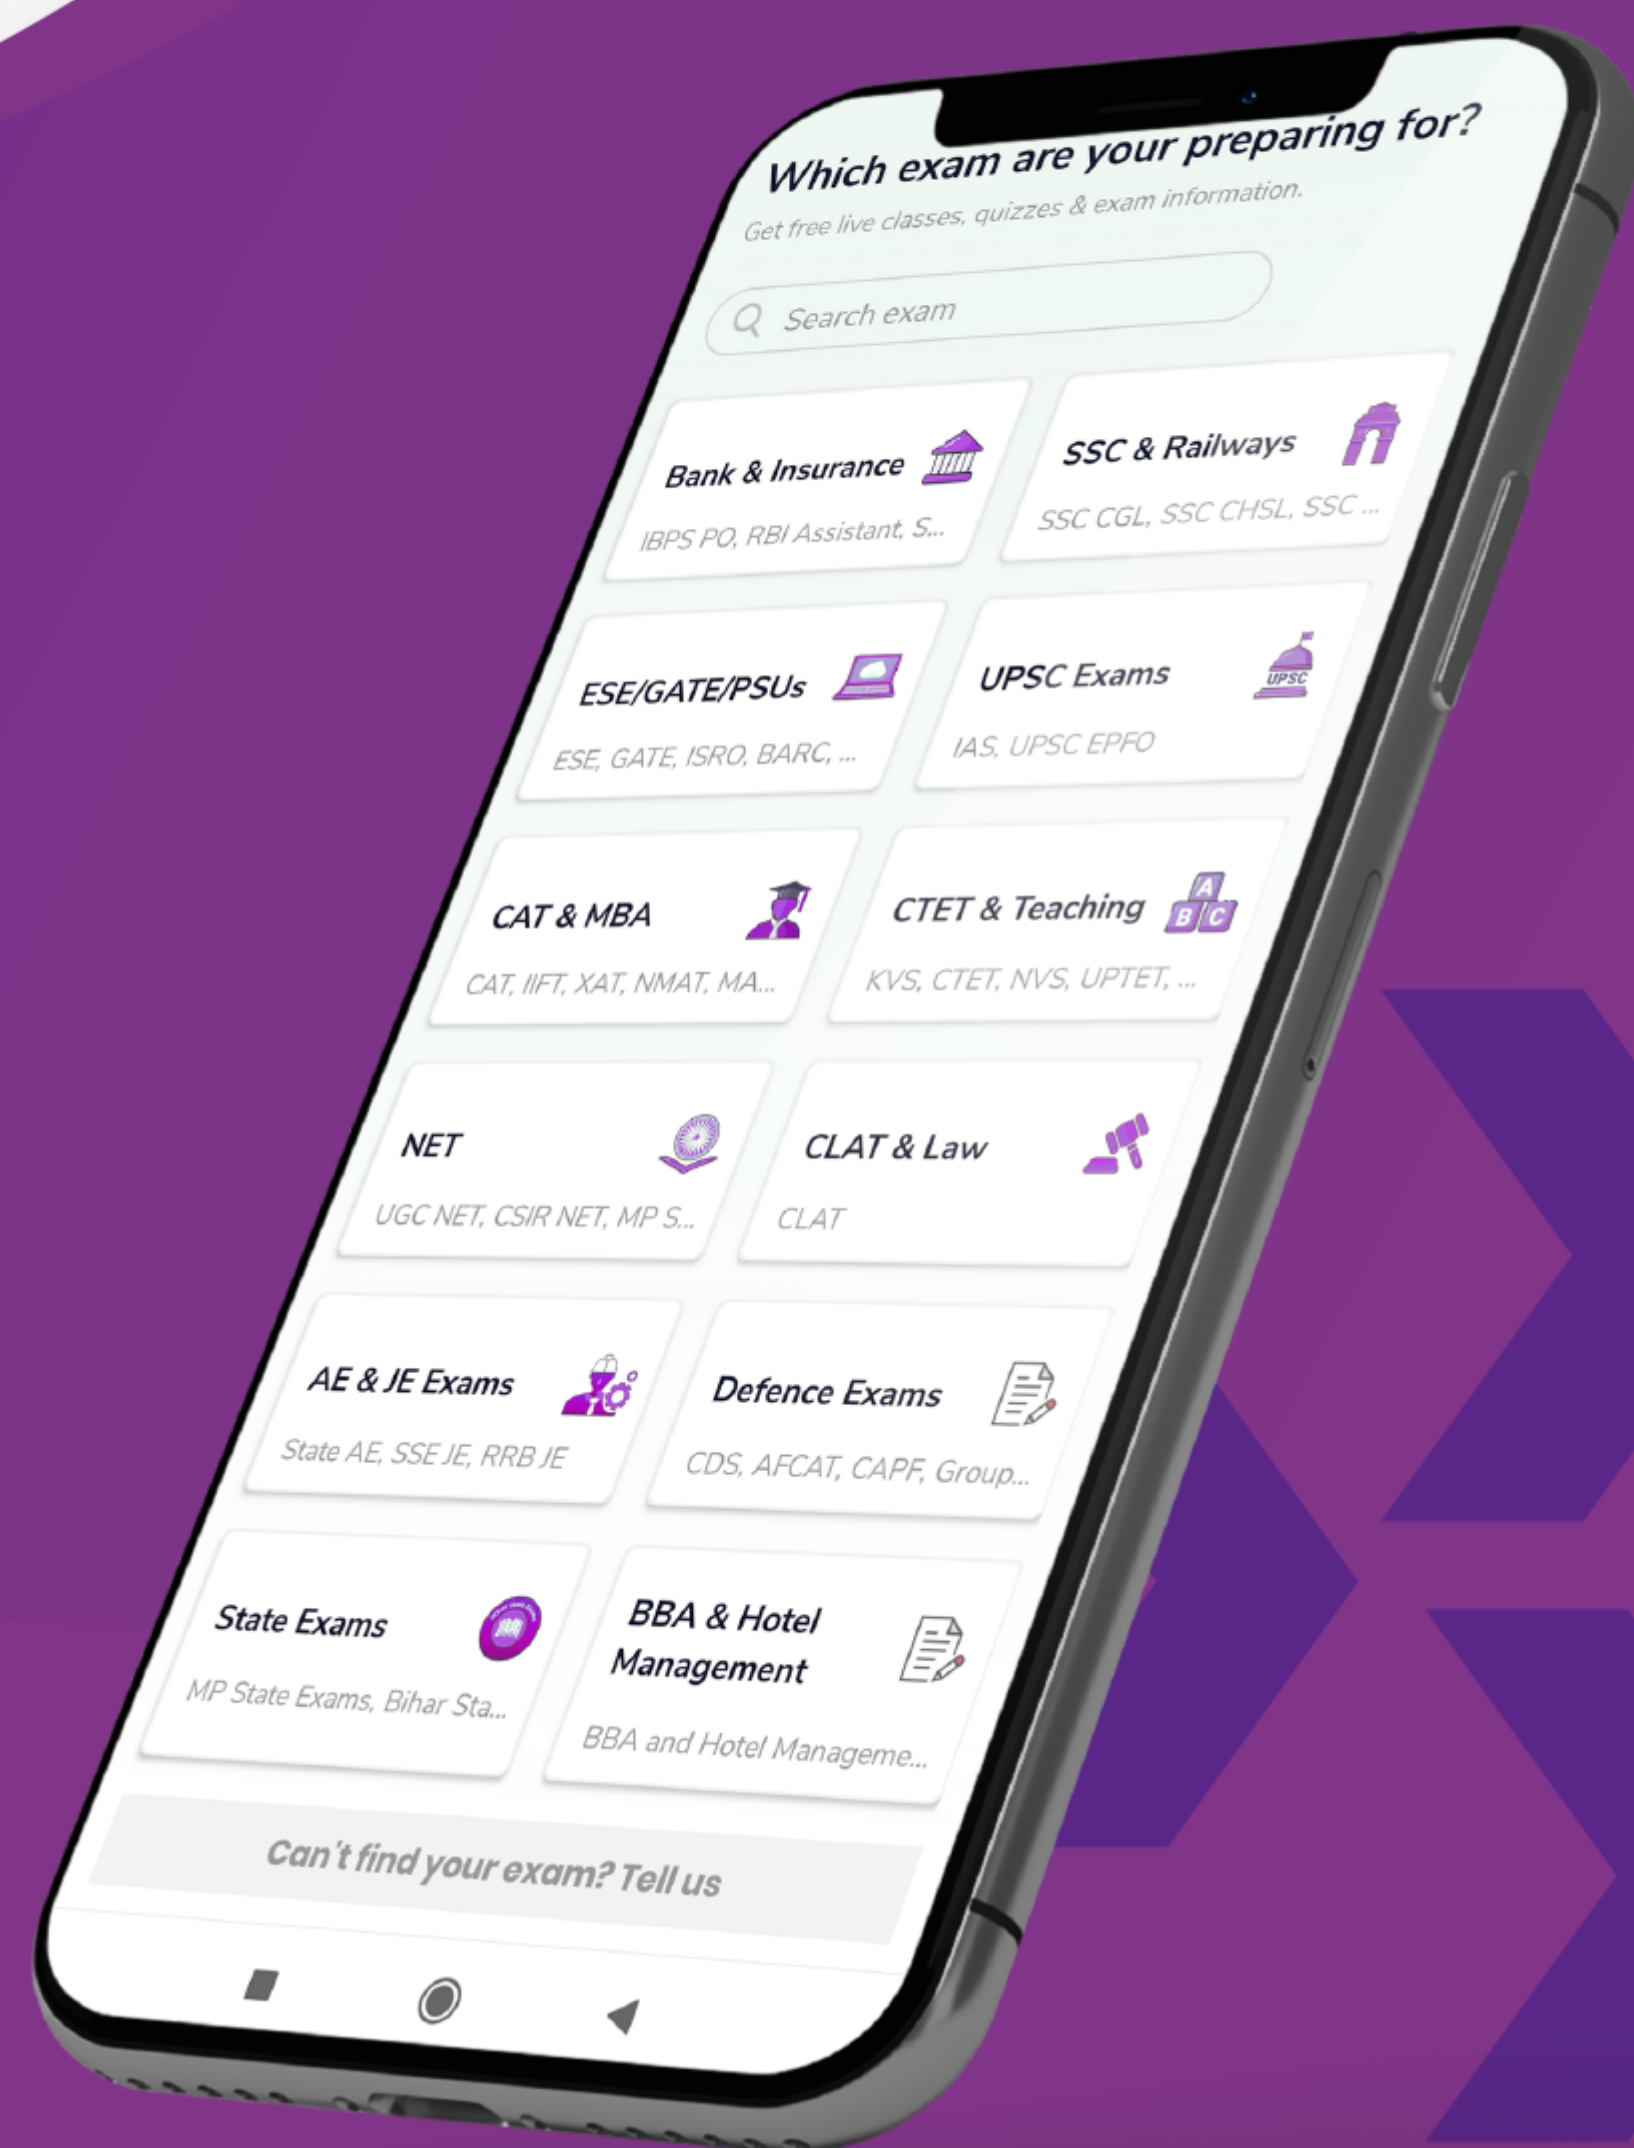 Which exam are your preparing for?
Get free live classes, quizzes & exam information.
Search exam
Bank & Insurance
IBPS PO, RBI Assistant, S...
SSC & Railways
SSC CGL, SSC CHSL, SSC ...
ESE/GATE/PSUs
ESE, GATE, ISRO, BARC, ...
UPSC Exams
UPSC
IAS, UPSC EPFO
CAT & MBA
CAT, IIFT, XAT, NMAT, MA...
CTET & Teaching
A
B C
KVS, CTET, NVS, UPTET, ...
NET
UGC NET, CSIR NET, MP S...
CLAT & Law
CLAT
AE & JE Exams
State AE, SSE JE, RRB JE
Defence Exams
CDS, AFCAT, CAPF, Group...
State Exams
MP State Exams, Bihar Sta...
BBA & Hotel
Management
BBA and Hotel Manageme...
Can't find your exam? Tell us